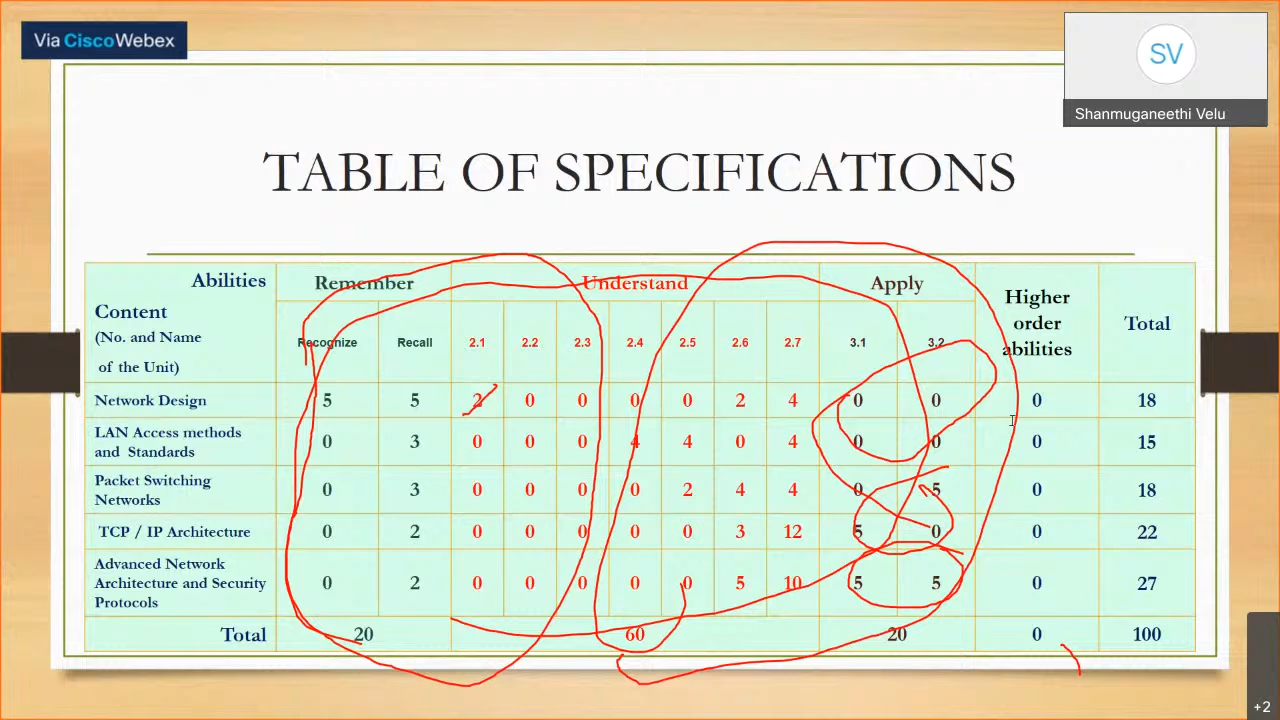 Via CiscoWebex
SV
Shanmuganeethi Velu
TABLE OF SPECIFICATIONS
Abilities
Content
(No. and Name
of the Unit)
Remember
Understand
Apply
Higher
order
abilities
Total
Recognize Recall 2.1 2.2 2.3 2.4 2.5 2.6 2.7 3.1 3.2
Network Design 5 5 2 0 0 0 0 2 4 0 0 0 18
LAN Access methods
and Standards 0 3 0 0 0 4 4 0 4 0 0 0 15
Packet Switching
Networks 0 3 0 0 0 0 2 4 4 0 5 0 18
TCP / IP Architecture 0 2 0 0 0 0 0 3 12 5 0 0 22
Advanced Network
Architecture and Security
Protocols 0 2 0 0 0 0 0 5 10 5 5 0 27
Total 20 60 20 0 100
+2